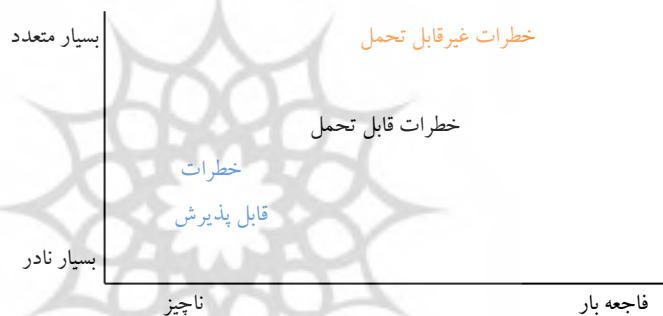 بسیار متعدد
خطرات غیرقابل تحمل
خطرات قابل تحمل
خطرات
قابل پذیرش
بسیار نادر
ناچیز
فاجعه بار